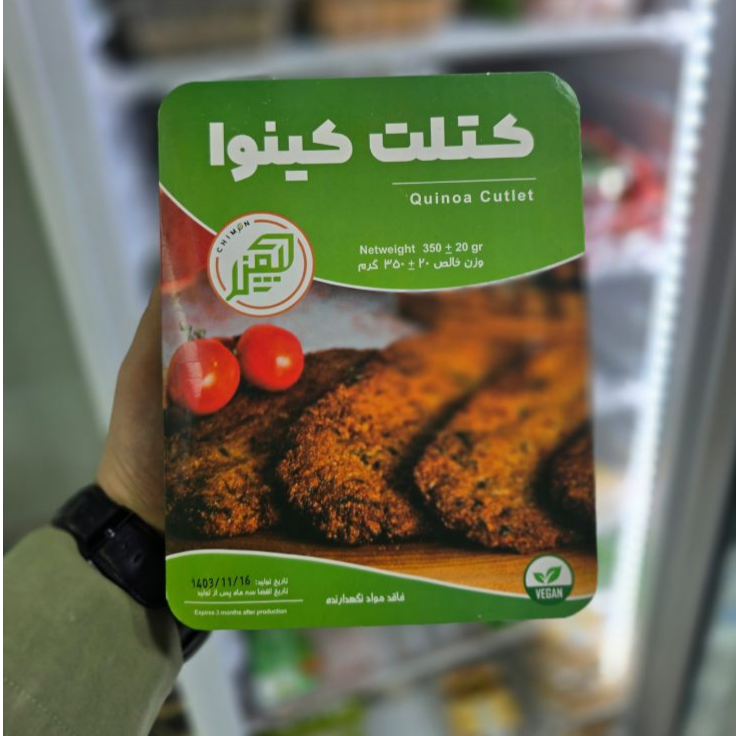 کتلت کینوا
Quinoa Cutlet
Netweight 350 ± 20 gr
وزن خالص ۲۰ ± ۳۵۰ گرم
CHIMAN
تاریخ تولید: 1403/11/16
تاریخ انقضا سه ماه پس از تولید
Expires 3 months after production
فاقد مواد نگهدارنده
VEGAN